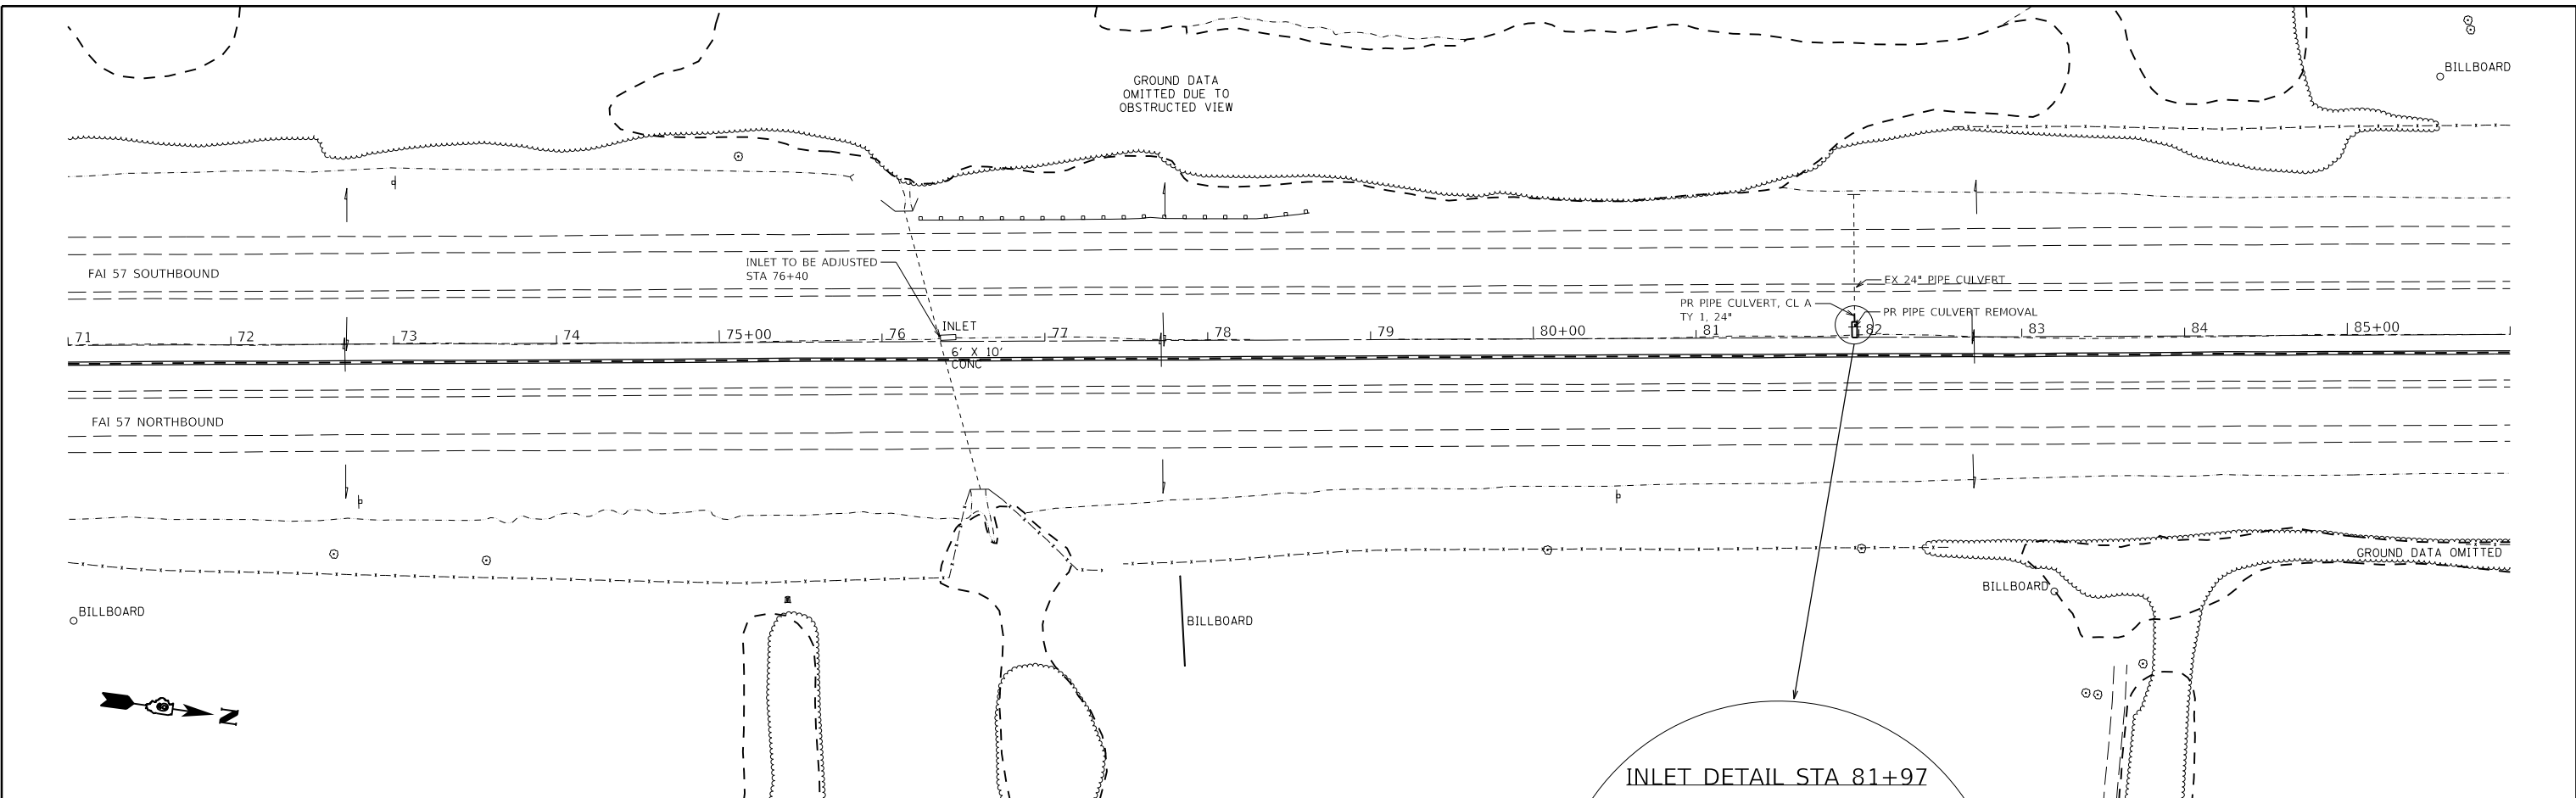 BILLBOARD
GROUND DATA
OMITTED DUE TO
OBSTRUCTED VIEW
INLET TO BE ADJUSTED
STA 76+40
FAI 57 SOUTHBOUND
EX 24" PIPE CULVERT
PR PIPE CULVERT, CL A
TY 1, 24"
PR PIPE CULVERT REMOVAL
INLET
71 72 73 74 75+00 76 77 78 79 80+00 81 82 83 84 85+00
6' X 10'
CONC
FAI 57 NORTHBOUND
GROUND DATA OMITTED
BILLBOARD
BILLBOARD
BILLBOARD
N
INLET DETAIL STA 81+97